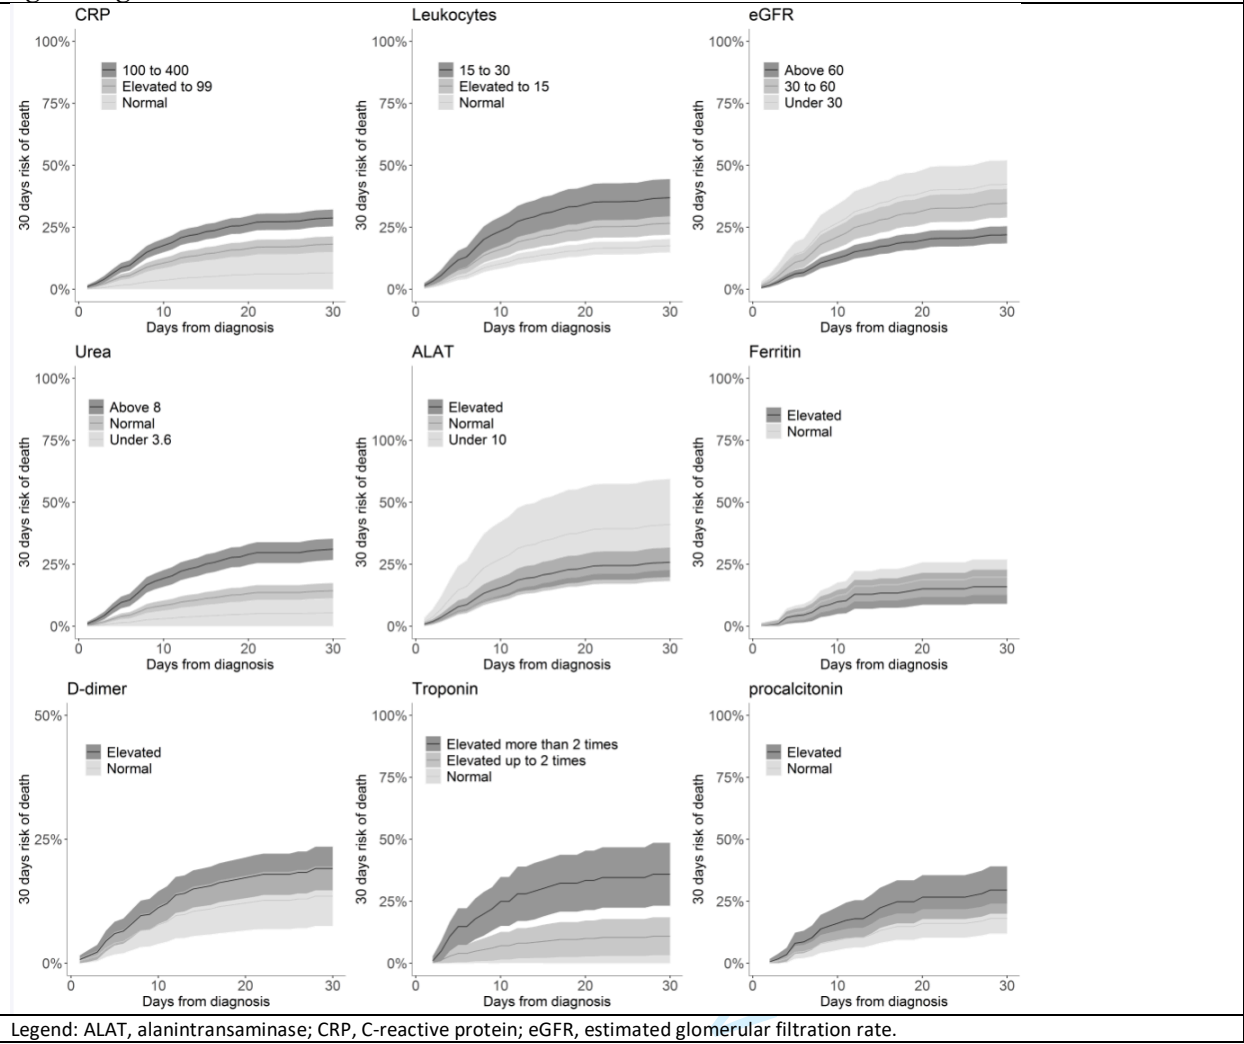 CRP
100%
75%
50%
25%
0%
30 days risk of death
100 to 400
Elevated to 99
Normal
0
10
20
30
Days from diagnosis
Leukocytes
100%
75%
50%
25%
0%
30 days risk of death
15 to 30
Elevated to 15
Normal
0
10
20
30
Days from diagnosis
eGFR
100%
75%
50%
25%
0%
30 days risk of death
Above 60
30 to 60
Under 30
0
10
20
30
Days from diagnosis
Urea
100%
75%
50%
25%
0%
30 days risk of death
Above 8
Normal
Under 3.6
0
10
20
30
Days from diagnosis
ALAT
100%
50%
25%
0%
30 days risk of death
Elevated
Normal
Under 10
0
10
20
30
Days from diagnosis
Ferritin
100%
75%
50%
25%
0%
30 days risk of death
Elevated
Normal
0
10
20
30
Days from diagnosis
D-dimer
50%
25%
0%
30 days risk of death
Elevated
Normal
0
10
20
30
Days from diagnosis
Troponin
100%
75%
50%
25%
0%
30 days risk of death
Elevated more than 2 times
Elevated up to 2 times
Normal
0
10
20
30
Days from diagnosis
procalcitonin
100%
75%
50%
25%
0%
30 days risk of death
Elevated
Normal
0
10
20
30
Days from diagnosis
Legend: ALAT, alanintransaminase; CRP, C-reactive protein; eGFR, estimated glomerular filtration rate.